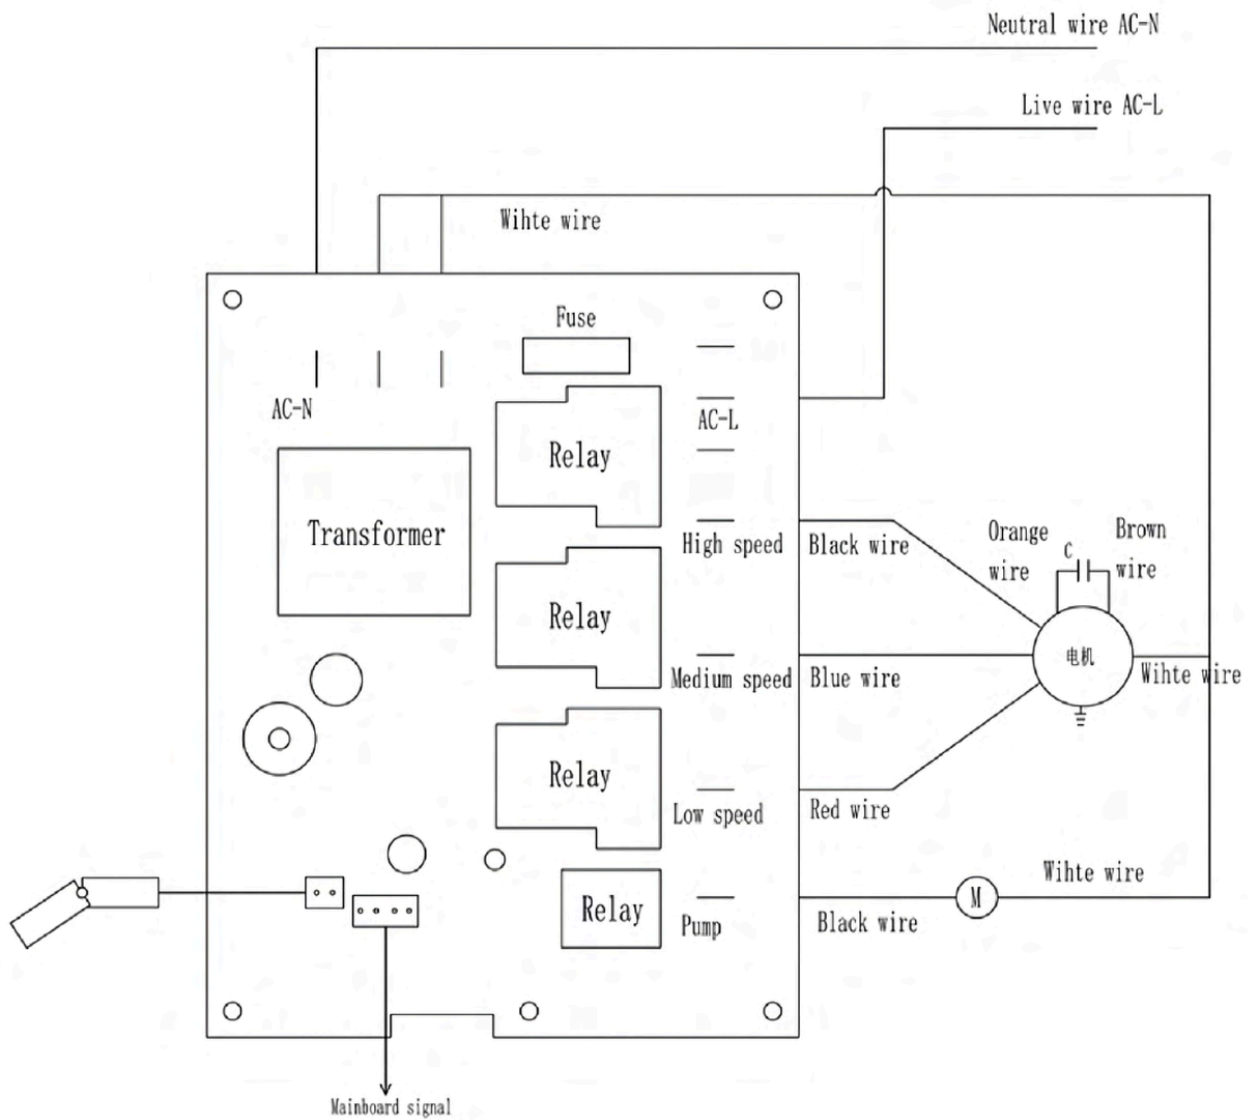 Neutral wire AC-N
Live wire AC-L
Wihte wire
Fuse
AC-N
AC-L
Relay
Transformer
High speed
Black wire
Orange
wire
C
Brown
wire
Relay
电机
Medium speed
Blue wire
Wihte wire
Relay
Low speed
Red wire
Wihte wire
Relay
M
Pump
Black wire
Mainboard signal